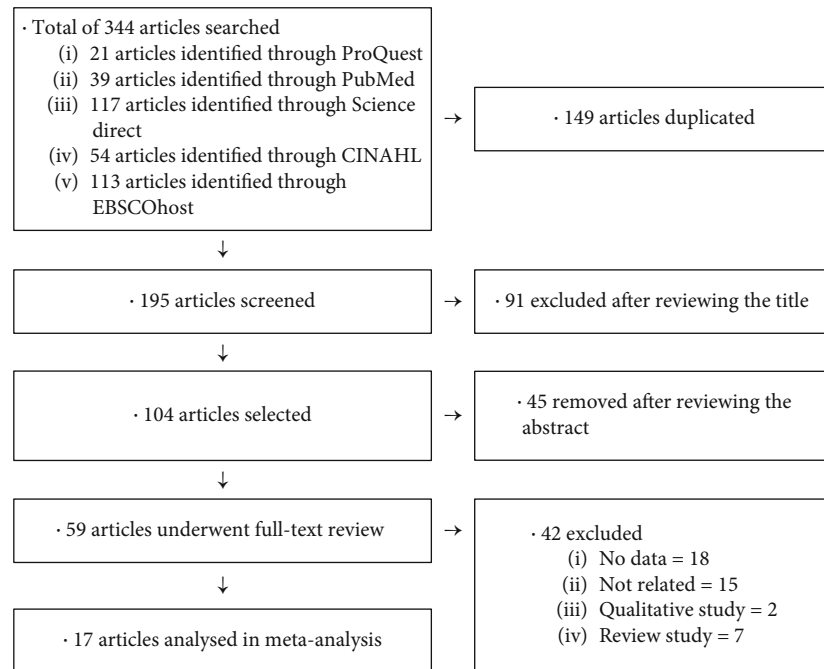 · Total of 344 articles searched
(i) 21 articles identified through ProQuest
(ii) 39 articles identified through PubMed
(iii) 117 articles identified through Science
direct
(iv) 54 articles identified through CINAHL
(v) 113 articles identified through
EBSCOhost
→
· 149 articles duplicated
↓
· 195 articles screened
→
· 91 excluded after reviewing the title
↓
· 104 articles selected
→
· 45 removed after reviewing the
abstract
↓
· 59 articles underwent full-text review
→
· 42 excluded
(i) No data = 18
(ii) Not related = 15
(iii) Qualitative study = 2
(iv) Review study = 7
↓
· 17 articles analysed in meta-analysis